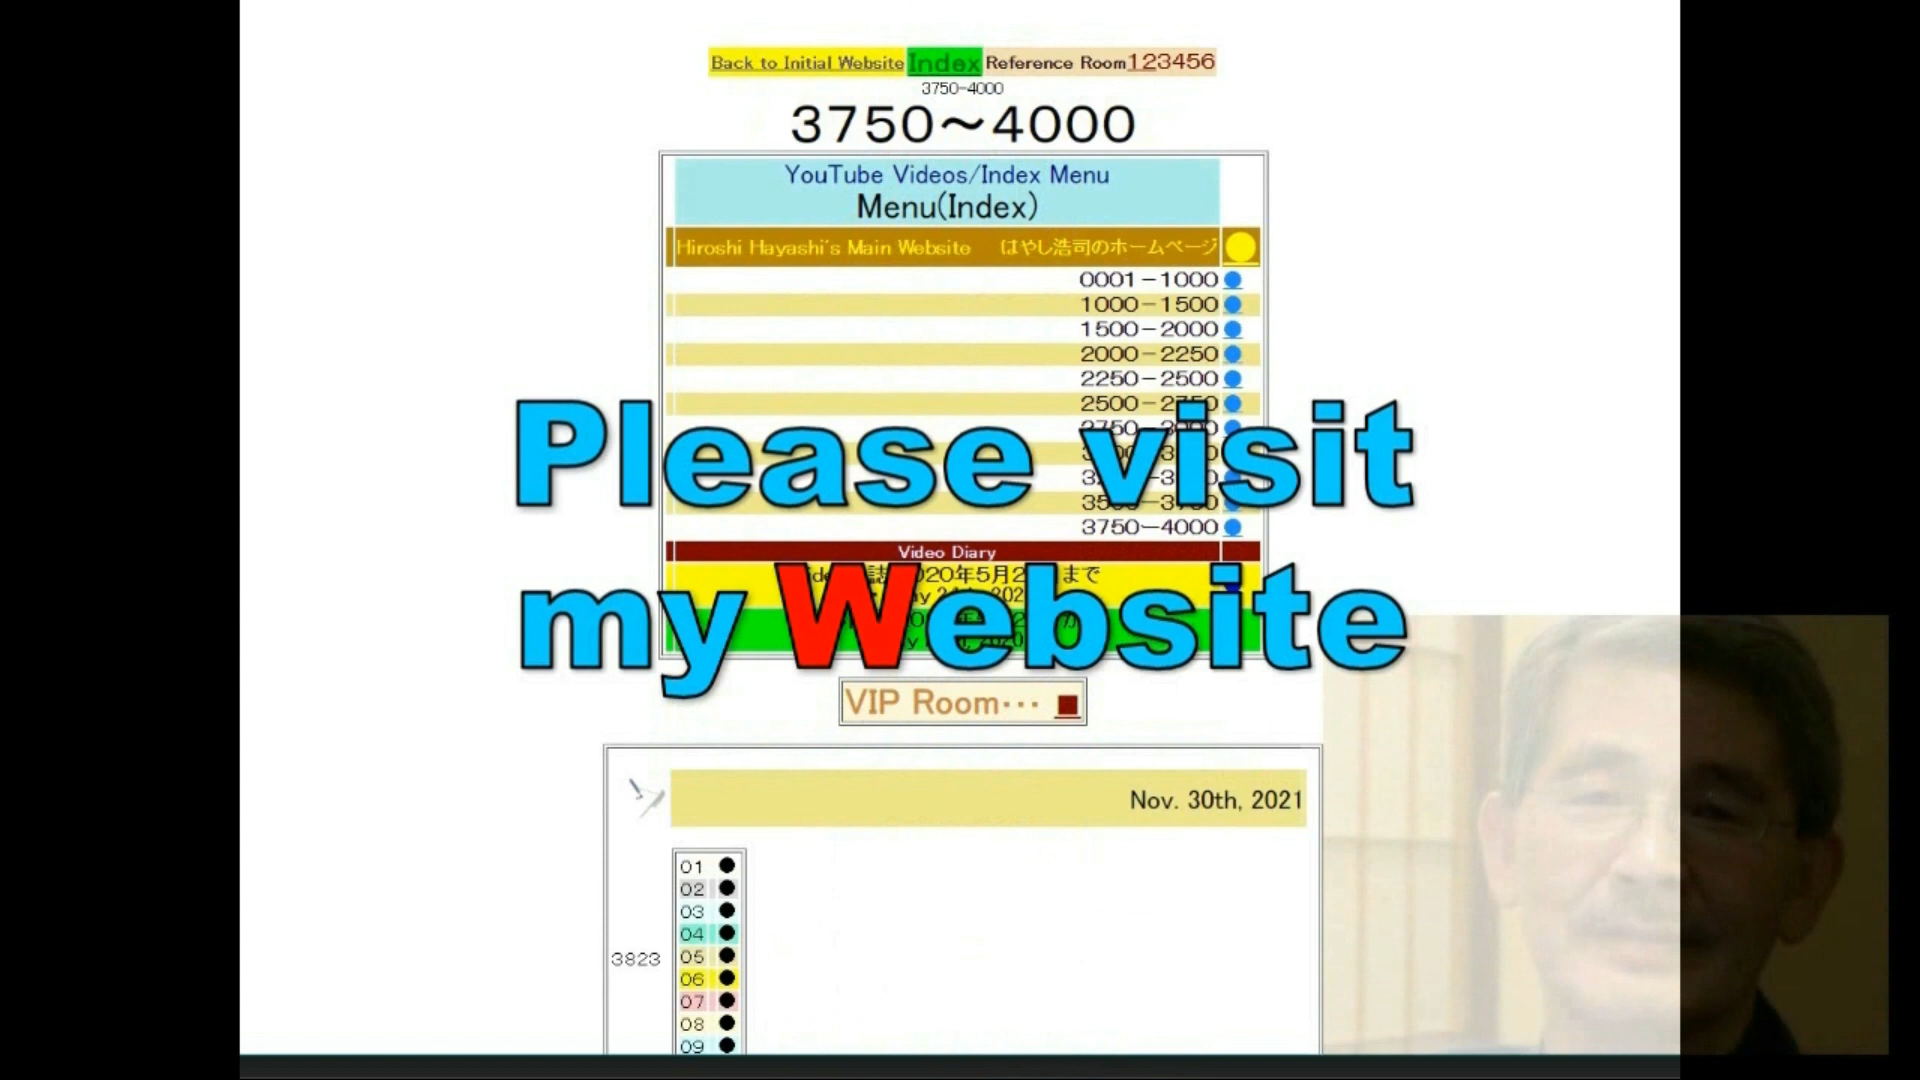 Back to Initial Website Index Reference Room 123456
3750-4000
3750～4000
YouTube Videos/Index Menu
Menu(Index)
Hiroshi Hayashi's Main Website はやし浩司のホームページ
0001-1000
1000-1500
1500-2000
2000-2250
2250-2500
2500-2750
3750-4000
Please visit
my Website
Video Diary
VIP Room…
Nov. 30th, 2021
3823
01
02
03
04
05
06
07
08
09